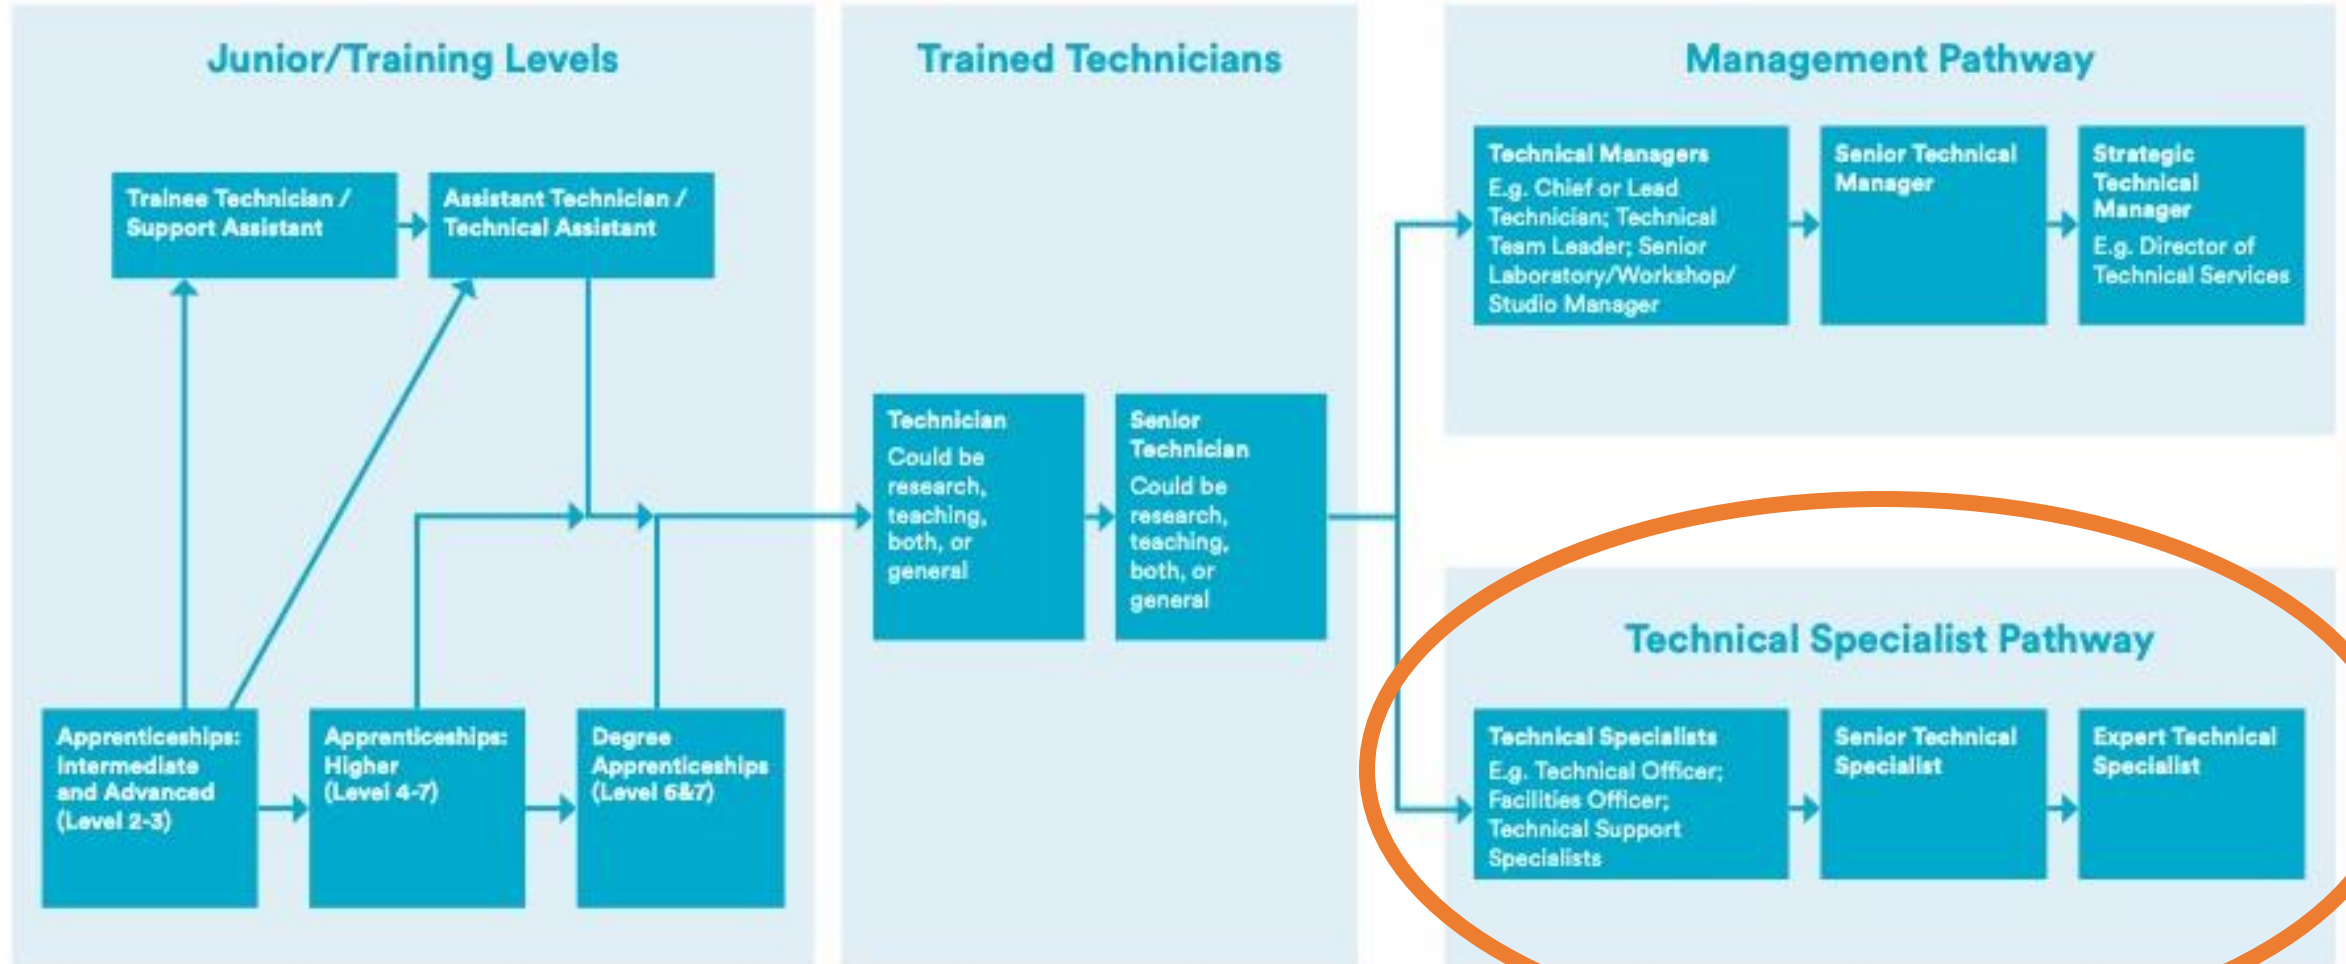 Junior/Training Levels
Trainee Technician /
Support Assistant
Assistant Technician /
Technical Assistant
Apprenticeships:
Intermediate
and Advanced
(Level 2-3)
Apprenticeships:
Higher
(Level 4-7)
Degree
Apprenticeships
(Level 6&7)
Trained Technicians
Technician
Could be
research,
teaching,
both, or
general
Senior
Technician
Could be
research,
teaching,
both, or
general
Management Pathway
Technical Managers
E.g. Chief or Lead
Technician; Technical
Team Leader; Senior
Laboratory/Workshop/
Studio Manager
Senior Technical
Manager
Strategic
Technical
Manager
E.g. Director of
Technical Services
Technical Specialist Pathway
Technical Specialists
E.g. Technical Officer;
Facilities Officer;
Technical Support
Specialists
Senior Technical
Specialist
Expert Technical
Specialist